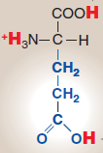 COOH
⁺H₃N–C–H
CH₂
CH₂
C
O OH